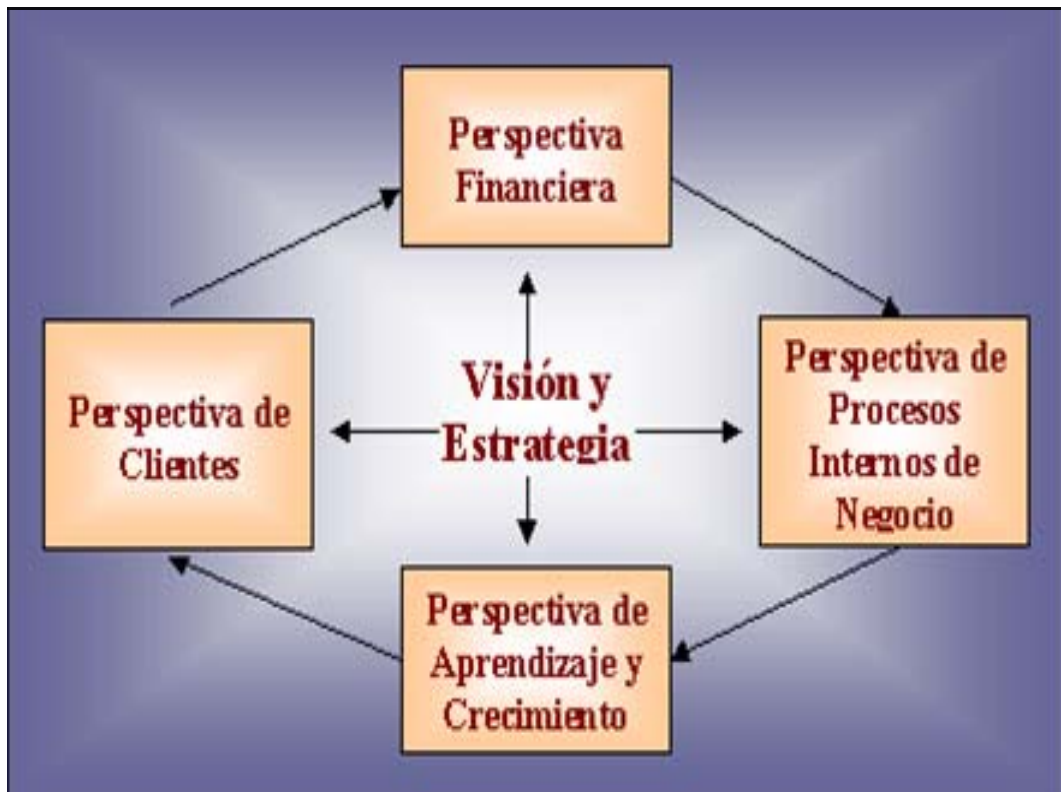 Perspectiva
Financiera
Perspectiva de
Clientes
Visión y
Estrategia
Perspectiva de
Procesos
Internos de
Negocio
Perspectiva de
Aprendizaje y
Crecimiento